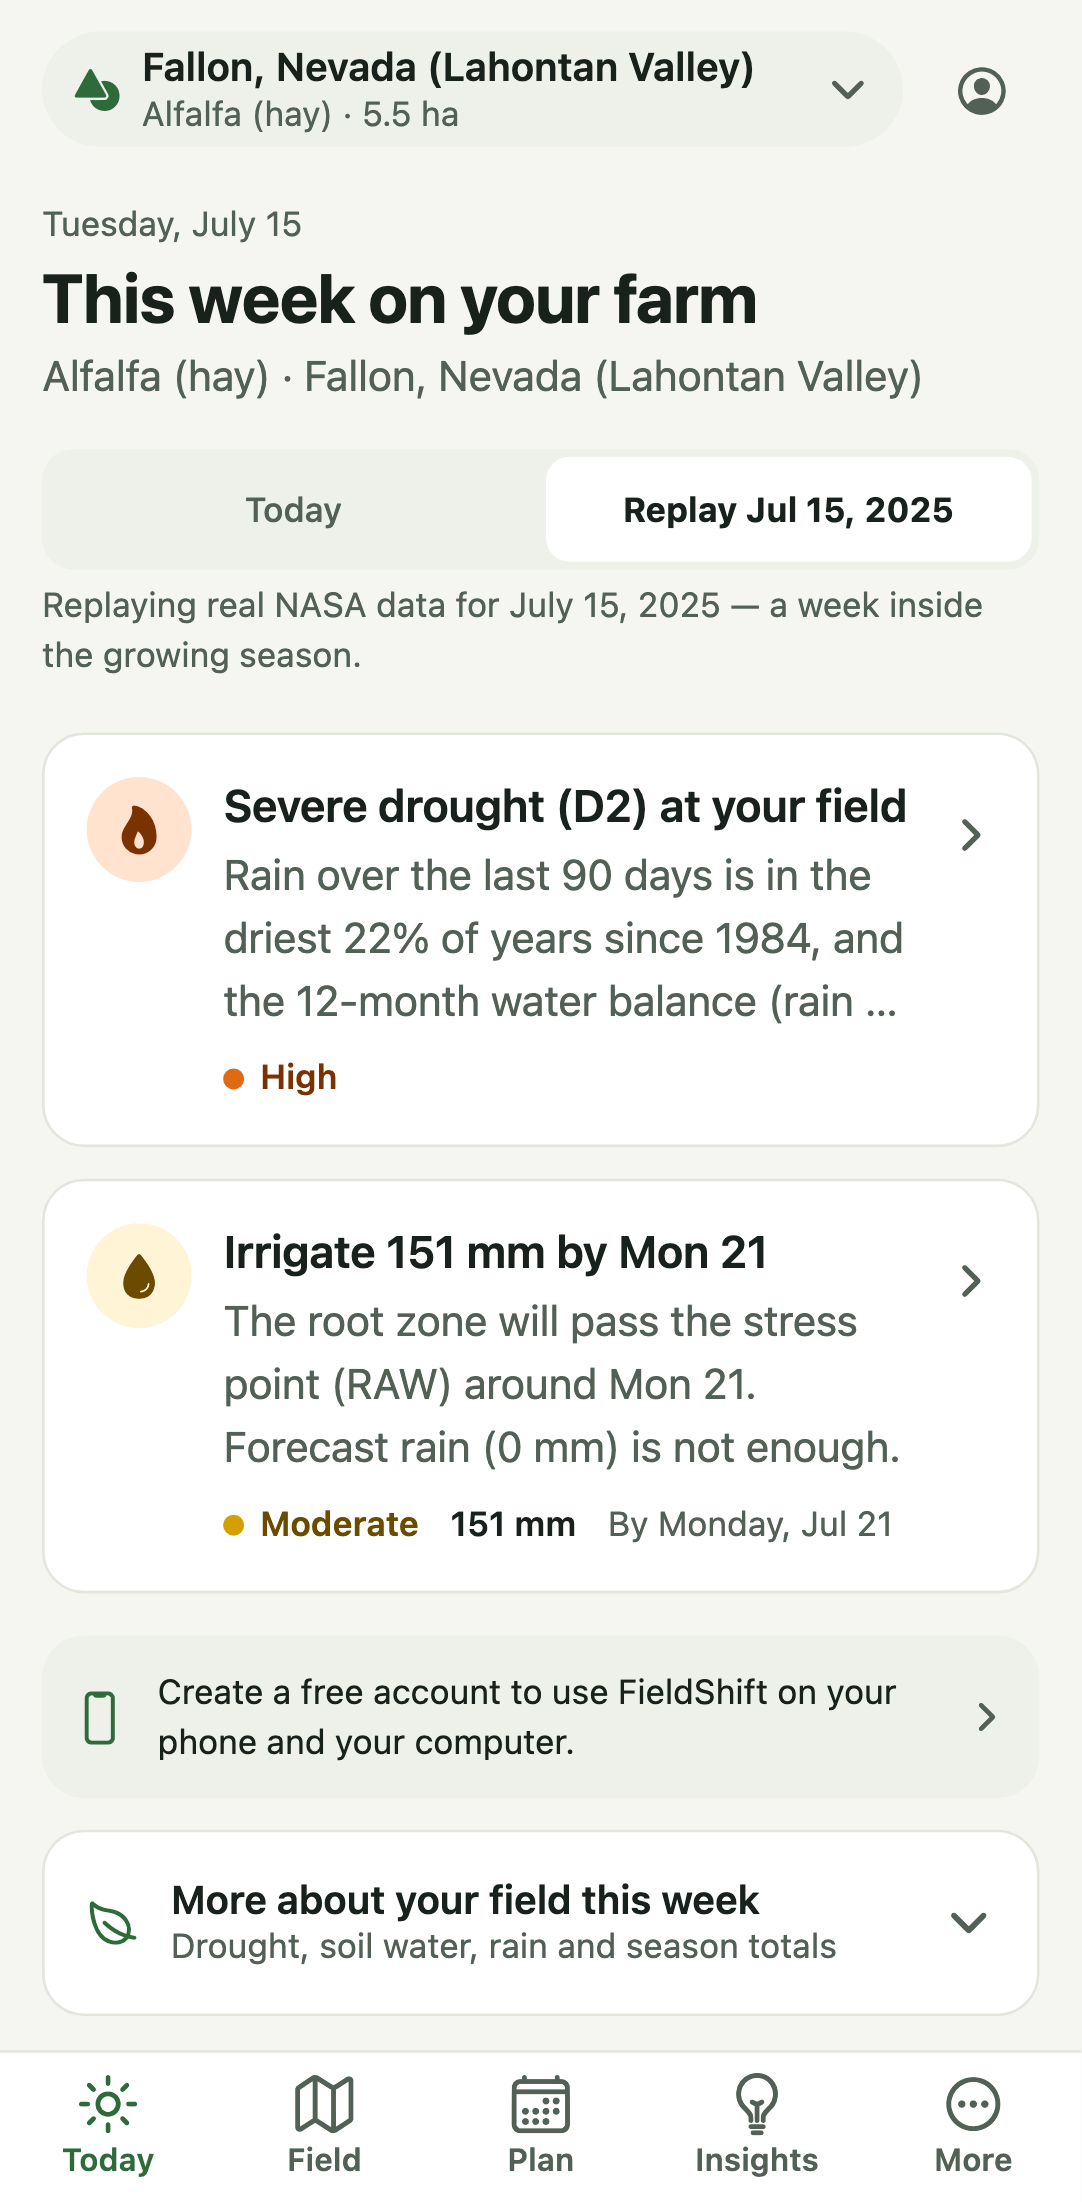 Fallon, Nevada (Lahontan Valley)
Alfalfa (hay) · 5.5 ha
Tuesday, July 15
This week on your farm
Alfalfa (hay) · Fallon, Nevada (Lahontan Valley)
Today
Replay Jul 15, 2025
Replaying real NASA data for July 15, 2025 — a week inside
the growing season.
Severe drought (D2) at your field
Rain over the last 90 days is in the
driest 22% of years since 1984, and
the 12-month water balance (rain ...
High
Irrigate 151 mm by Mon 21
The root zone will pass the stress
point (RAW) around Mon 21.
Forecast rain (0 mm) is not enough.
Moderate 151 mm By Monday, Jul 21
Create a free account to use FieldShift on your
phone and your computer.
More about your field this week
Drought, soil water, rain and season totals
Today
Field
Plan
Insights
More